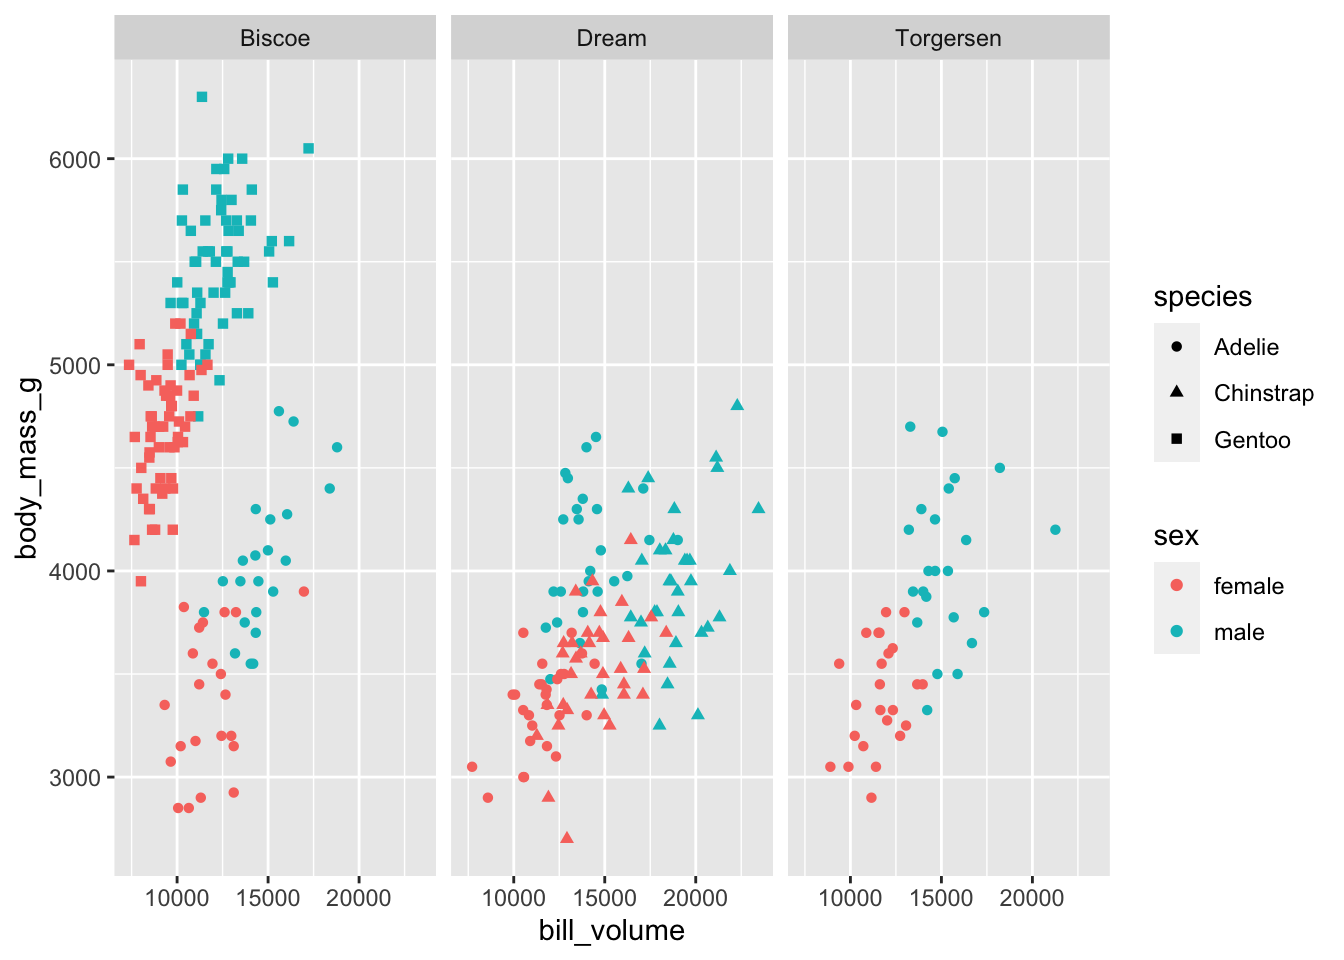 Biscoe Dream Torgersen
6000
5000
4000
3000
body_mass_g
10000 15000 20000 10000 15000 20000 10000 15000 20000
bill_volume
species
Adelie
Chinstrap
Gentoo
sex
female
male